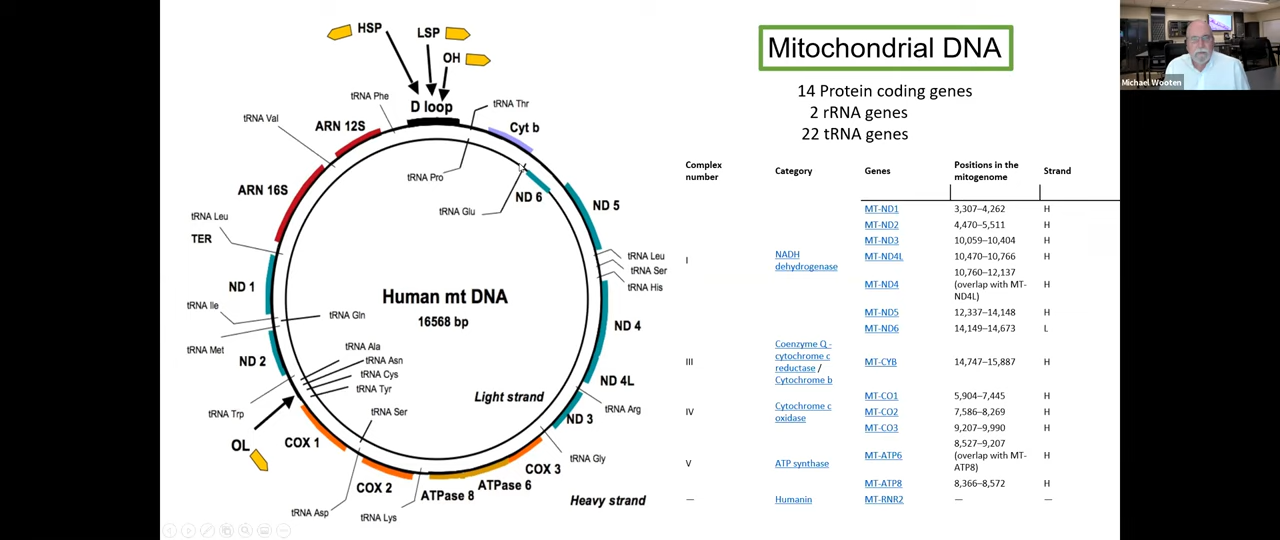 HSP
LSP
OH
D loop
tRNA Phe
tRNA Thr
tRNA Val
ARN 12S
Cyt b
tRNA Pro
ARN 16S
tRNA Glu
ND 6
ND 5
tRNA Leu
TER
tRNA Leu
tRNA Ser
tRNA His
ND 1
Human mt DNA
16568 bp
tRNA Ile
tRNA Gln
ND 4
tRNA Met
ND 2
tRNA Ala
tRNA Asn
tRNA Cys
tRNA Tyr
ND 4L
Light strand
tRNA Trp
tRNA Ser
tRNA Arg
ND 3
OL
COX 1
tRNA Gly
COX 3
COX 2
ATPase 6
ATPase 8
Heavy strand
tRNA Asp
tRNA Lys
Mitochondrial DNA
14 Protein coding genes
2 rRNA genes
22 tRNA genes
Complex number Category Genes Positions in the mitogenome Strand
I NADH dehydrogenase
MT-ND1 3,307–4,262 H
MT-ND2 4,470–5,511 H
MT-ND3 10,059–10,404 H
MT-ND4L 10,470–10,766 H
MT-ND4 10,760–12,137 (overlap with MT-ND4L) H
MT-ND5 12,337–14,148 H
MT-ND6 14,149–14,673 L
III Coenzyme Q - cytochrome c reductase / Cytochrome b MT-CYB 14,747–15,887 H
IV Cytochrome c oxidase
MT-CO1 5,904–7,445 H
MT-CO2 7,586–8,269 H
MT-CO3 9,207–9,990 H
V ATP synthase
MT-ATP6 8,527–9,207 (overlap with MT-ATP8) H
MT-ATP8 8,366–8,572 H
— Humanin MT-RNR2 — —
Michael Wooten